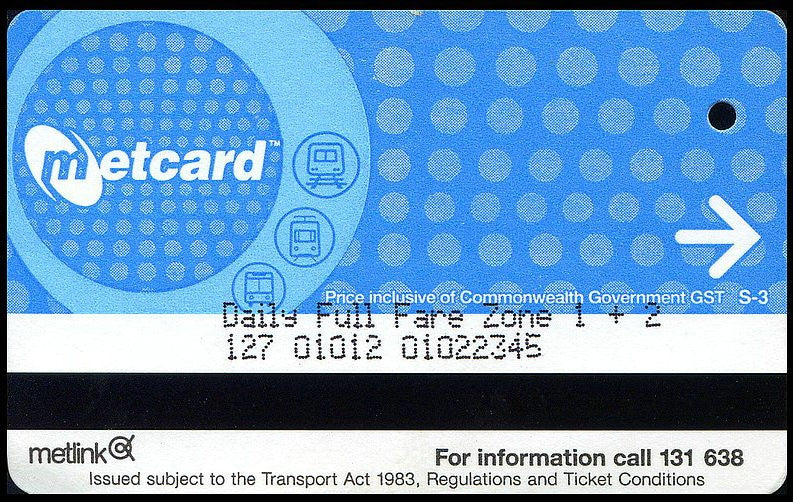 metcard™
Price inclusive of Commonwealth Government GST S-3
Daily Full Fare Zone 1 + 2
127 01012 01022345
metlink
For information call 131 638
Issued subject to the Transport Act 1983, Regulations and Ticket Conditions